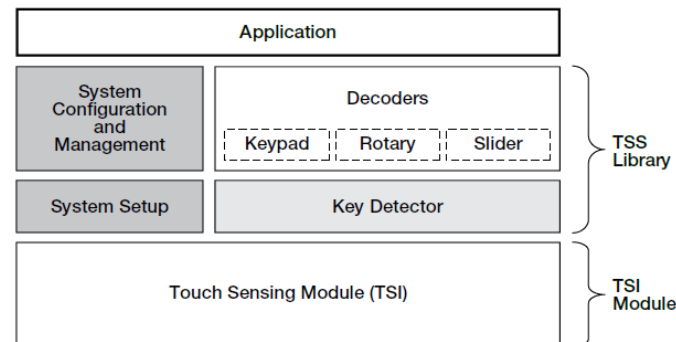 Application
System
Configuration
and
Management
Decoders
Keypad
Rotary
Slider
TSS
Library
System Setup
Key Detector
Touch Sensing Module (TSI)
TSI
Module